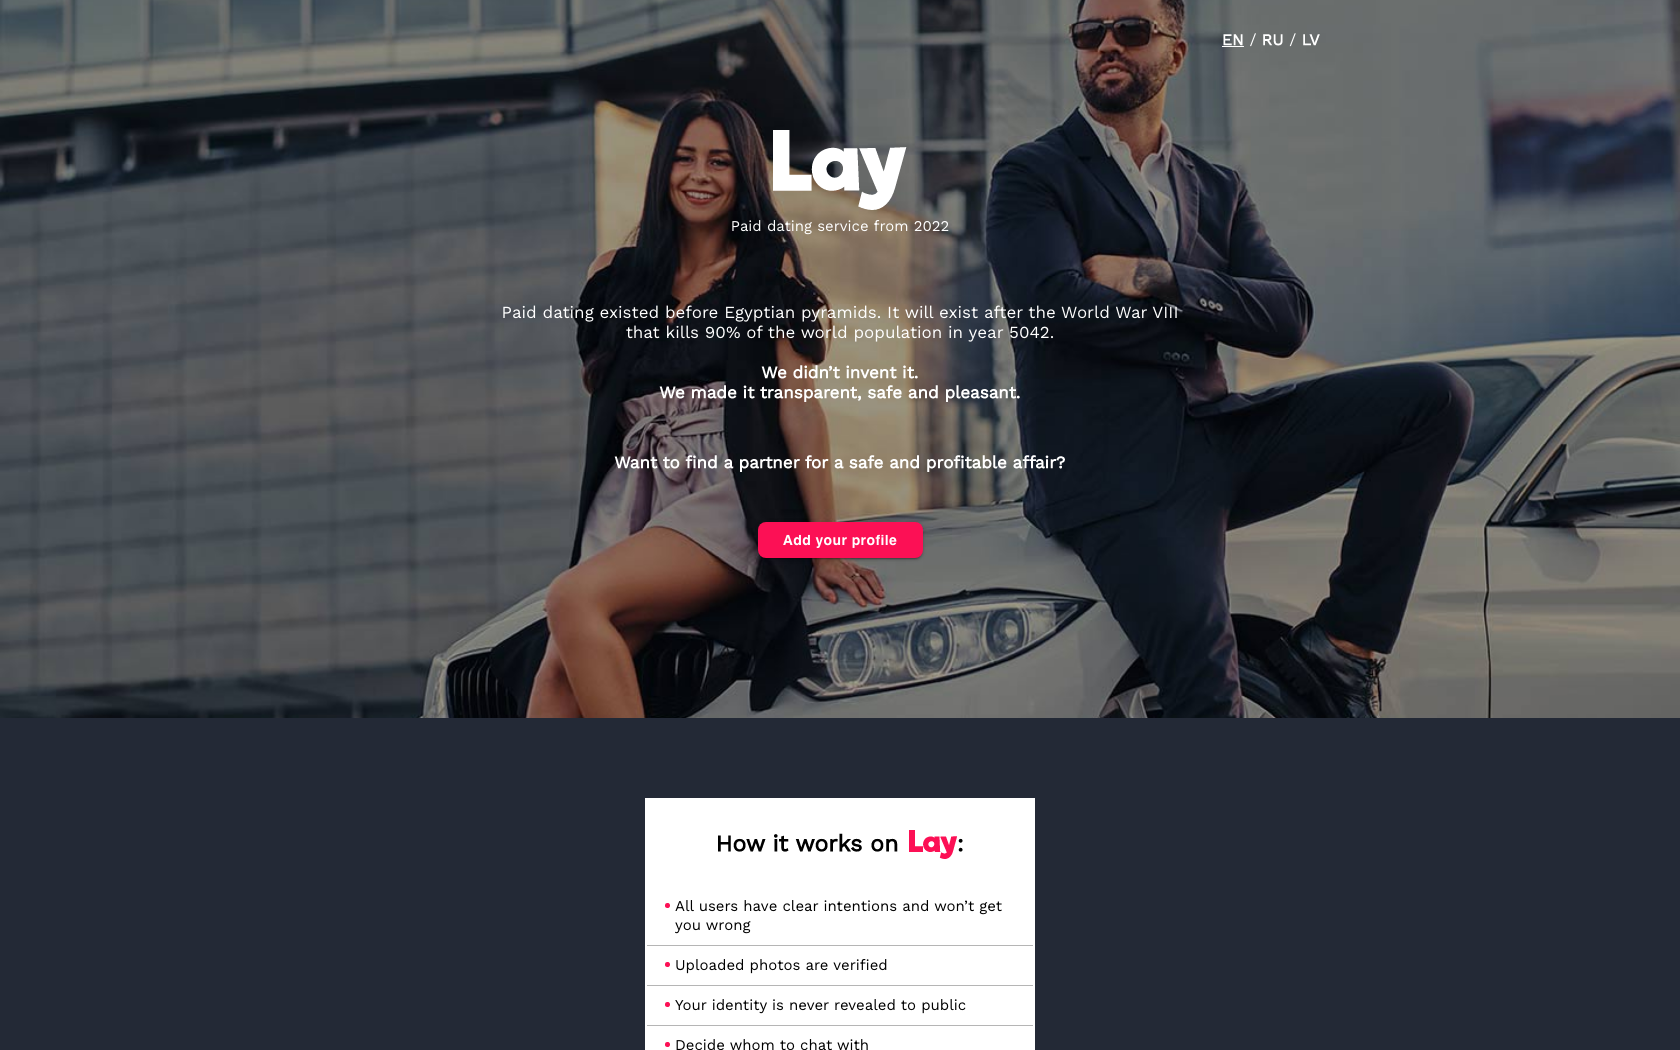 EN / RU / LV
Lay
Paid dating service from 2022
Paid dating existed before Egyptian pyramids. It will exist after the World War VIII
that kills 90% of the world population in year 5042.
We didn’t invent it.
We made it transparent, safe and pleasant.
Want to find a partner for a safe and profitable affair?
Add your profile
How it works on Lay:
All users have clear intentions and won’t get
you wrong
Uploaded photos are verified
Your identity is never revealed to public
Decide whom to chat with